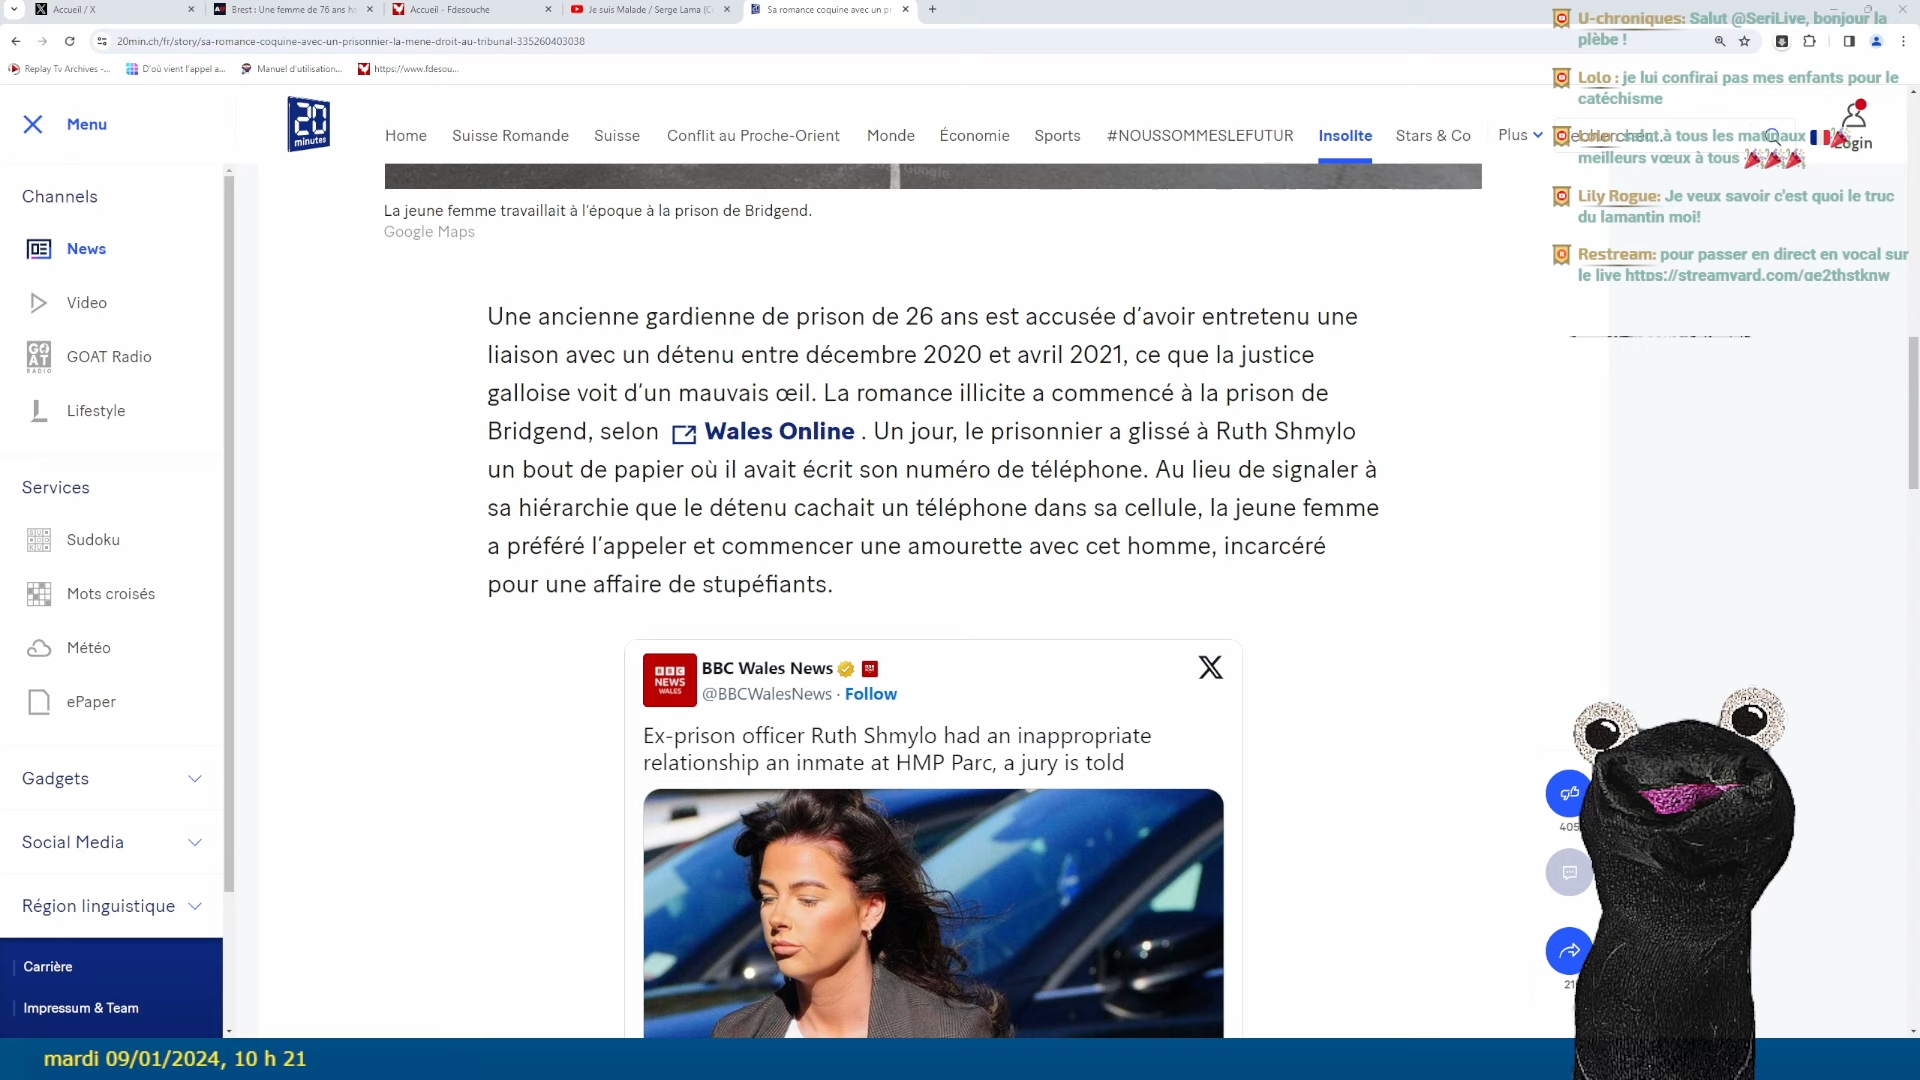 Accueil / X
Brest : Une femme de 76 ans
Accueil - Fdesouche
Je suis Malade / Serge Lama
Sa romance coquine avec un
20min.ch/fr/story/sa-romance-coquine-avec-un-prisonnier-la-mene-droit-au-tribunal-335260403038
Replay Tv Archives -...
D'où vient l'appel a...
Manuel d'utilisation...
https://www.fdesou...
Menu
20 minutes
Home
Suisse Romande
Suisse
Conflit au Proche-Orient
Monde
Économie
Sports
#NOUSSOMMESLEFUTUR
Insolite
Stars & Co
Plus
Login
U-chroniques: Salut @SeriLive, bonjour la
plèbe !
Lolo : je lui confirai pas mes enfants pour le
catéchisme
à tous les matinaux
meilleurs vœux à tous
Lily Rogue: Je veux savoir c'est quoi le truc
du lamantin moi!
Restream: pour passer en direct en vocal sur
le live https://streamyard.com/ge2thstknw
Channels
News
Video
GOAT Radio
Lifestyle
Services
Sudoku
Mots croisés
Météo
ePaper
Gadgets
Social Media
Région linguistique
Carrière
Impressum & Team
Google
La jeune femme travaillait à l'époque à la prison de Bridgend.
Google Maps
Une ancienne gardienne de prison de 26 ans est accusée d'avoir entretenu une
liaison avec un détenu entre décembre 2020 et avril 2021, ce que la justice
galloise voit d'un mauvais œil. La romance illicite a commencé à la prison de
Bridgend, selon Wales Online . Un jour, le prisonnier a glissé à Ruth Shmylo
un bout de papier où il avait écrit son numéro de téléphone. Au lieu de signaler à
sa hiérarchie que le détenu cachait un téléphone dans sa cellule, la jeune femme
a préféré l'appeler et commencer une amourette avec cet homme, incarcéré
pour une affaire de stupéfiants.
BBC NEWS WALES
BBC Wales News
@BBCWalesNews · Follow
Ex-prison officer Ruth Shmylo had an inappropriate
relationship an inmate at HMP Parc, a jury is told
405
mardi 09/01/2024, 10 h 21